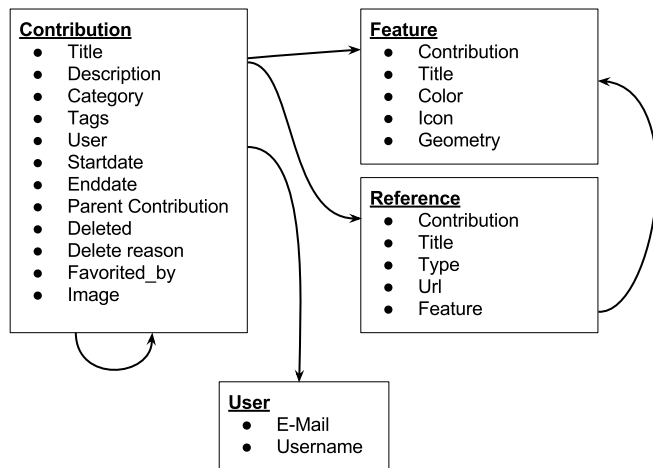 Contribution
● Title
● Description
● Category
● Tags
● User
● Startdate
● Enddate
● Parent Contribution
● Deleted
● Delete reason
● Favorited_by
● Image
Feature
● Contribution
● Title
● Color
● Icon
● Geometry
Reference
● Contribution
● Title
● Type
● Url
● Feature
User
● E-Mail
● Username